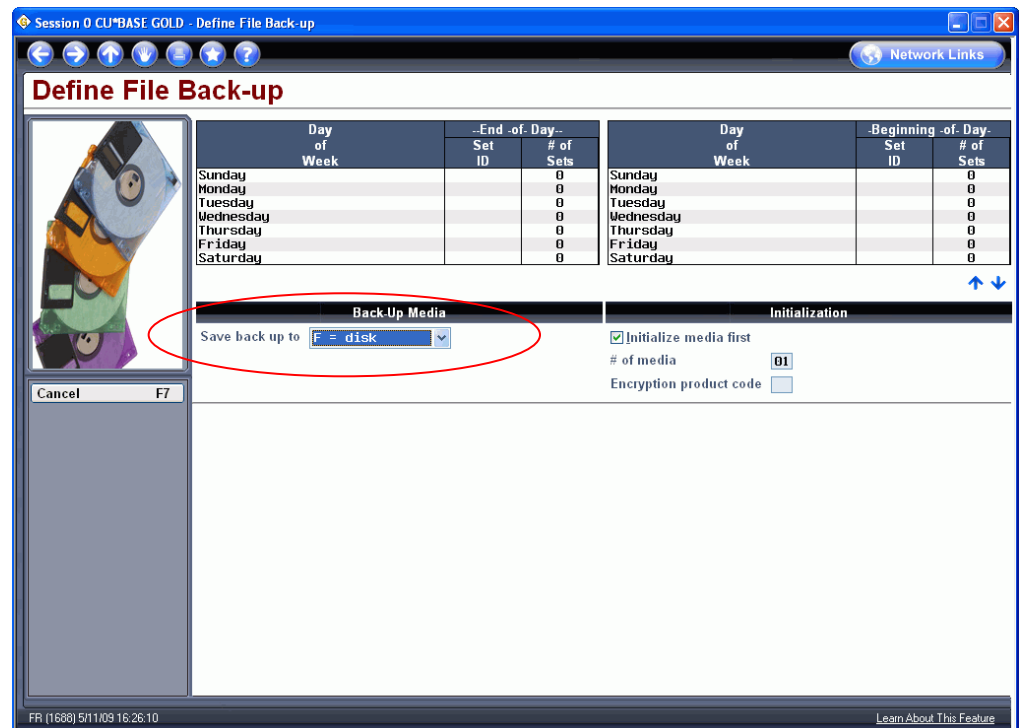 Session 0 CU*BASE GOLD - Define File Back-up
Network Links
Define File Back-up
Day of Week --End -of- Day-- Set ID # of Sets Day of Week -Beginning -of- Day- Set ID # of Sets
Sunday 0 Sunday 0
Monday 0 Monday 0
Tuesday 0 Tuesday 0
Wednesday 0 Wednesday 0
Thursday 0 Thursday 0
Friday 0 Friday 0
Saturday 0 Saturday 0
Back-Up Media Initialization
Save back up to F = disk Initialize media first
# of media 01
Encryption product code
Cancel F7
FR (1688) 5/11/09 16:26:10 Learn About This Feature